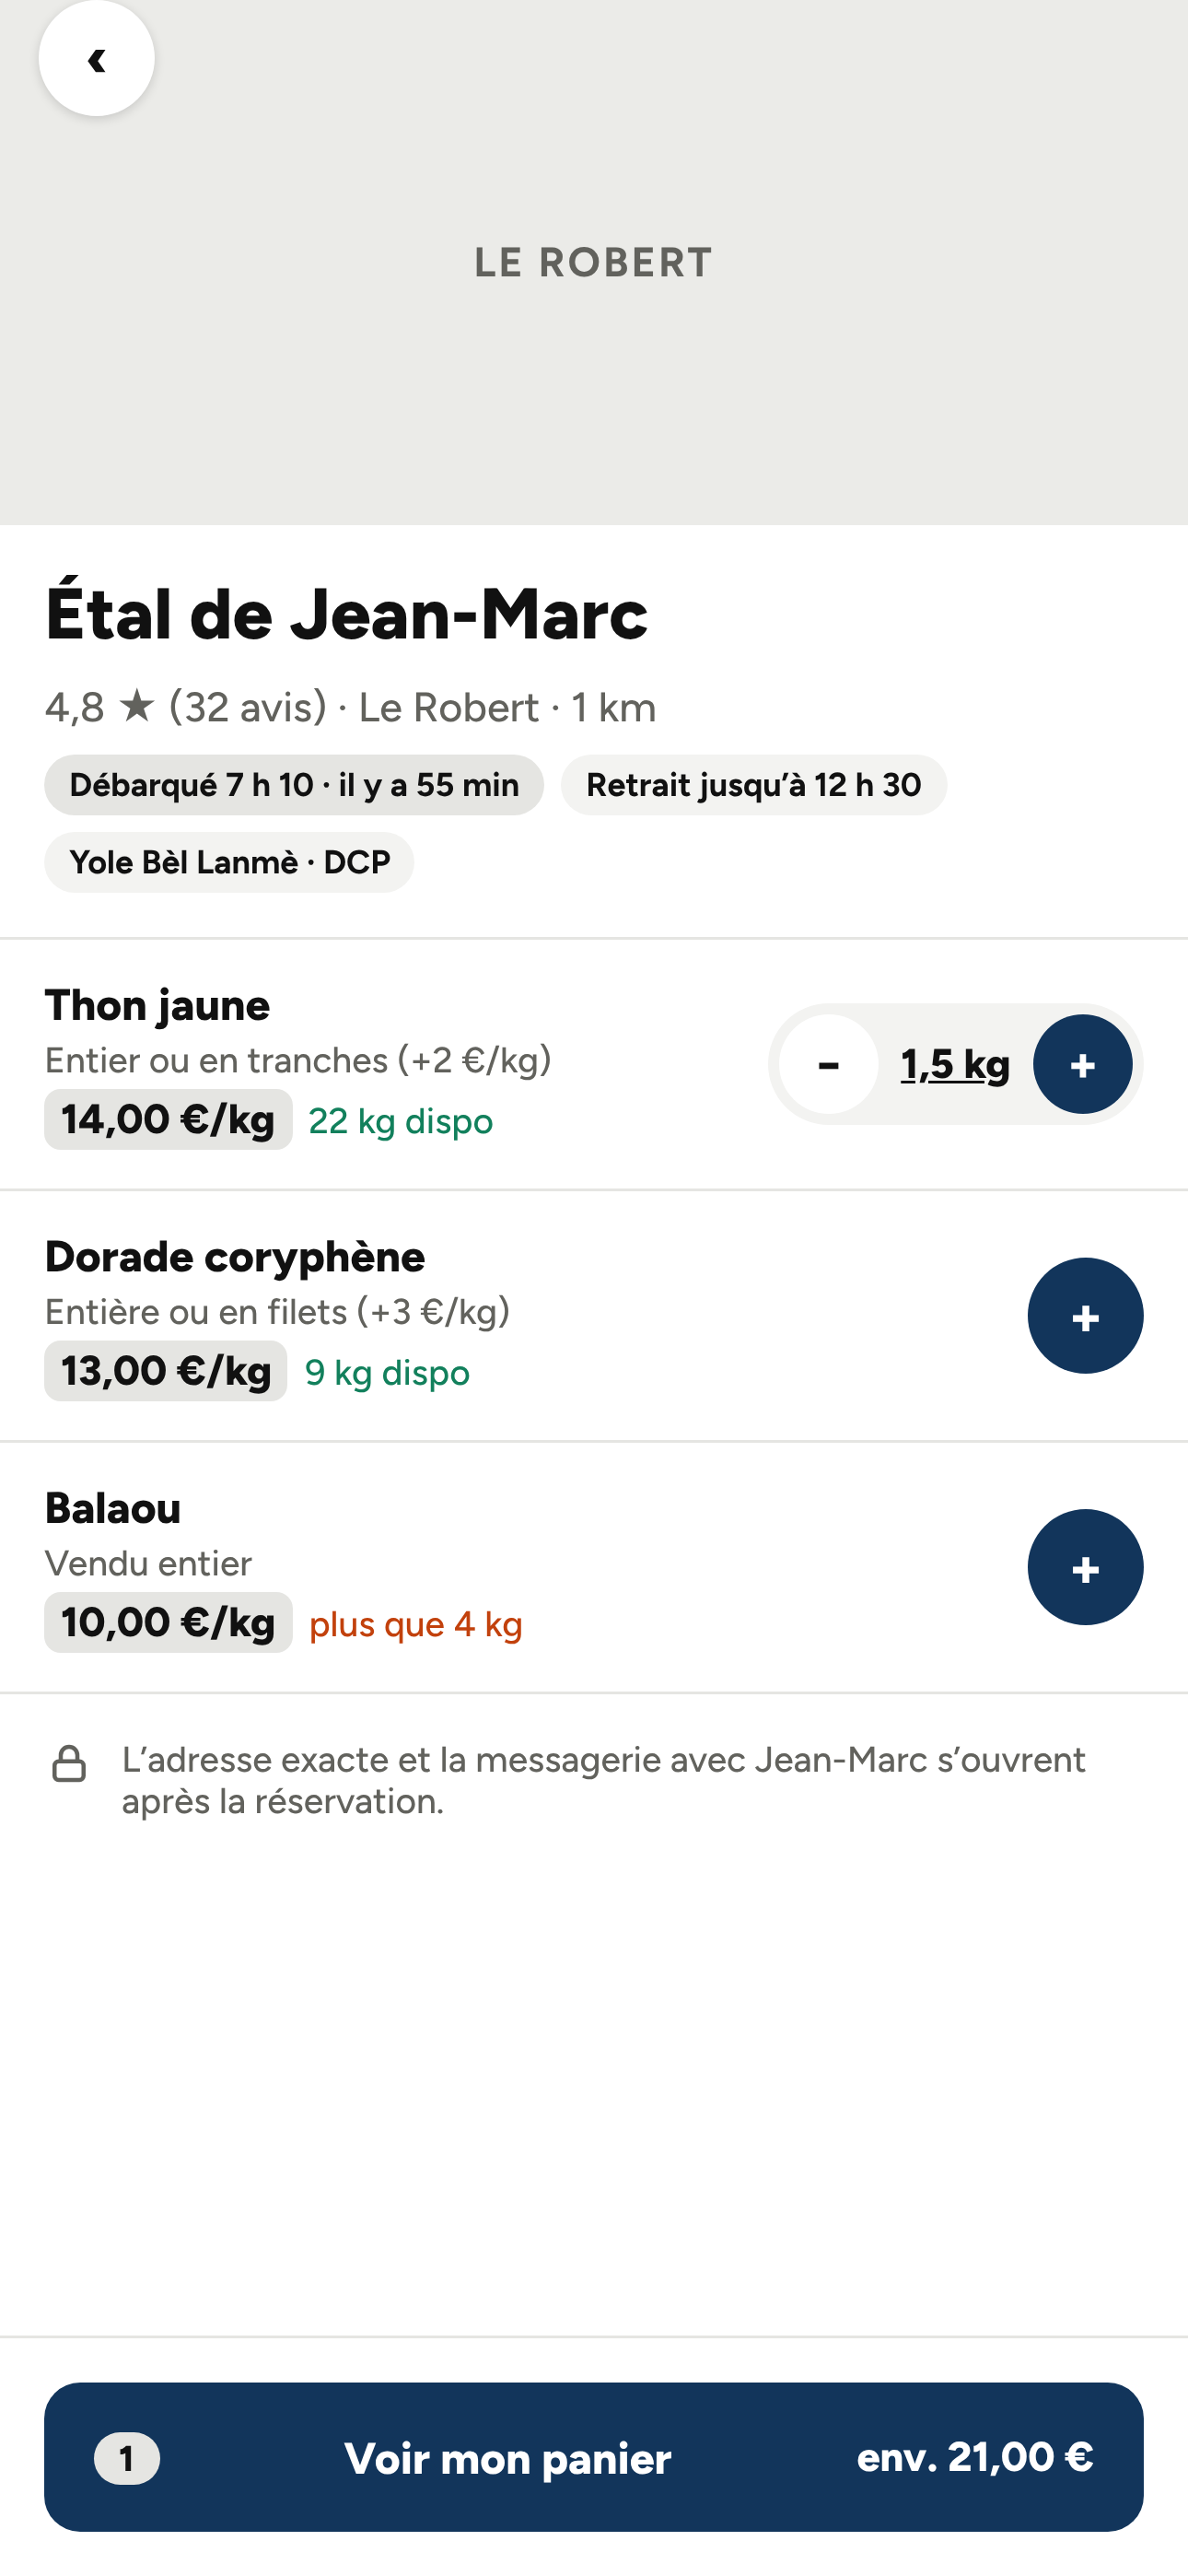 ‹
LE ROBERT
Étal de Jean-Marc
4,8 ★ (32 avis) · Le Robert · 1 km
Débarqué 7 h 10 · il y a 55 min
Retrait jusqu’à 12 h 30
Yole Bèl Lanmè · DCP
Thon jaune
Entier ou en tranches (+2 €/kg)
14,00 €/kg 22 kg dispo
− 1,5 kg +
Dorade coryphène
Entière ou en filets (+3 €/kg)
13,00 €/kg 9 kg dispo
+
Balaou
Vendu entier
10,00 €/kg plus que 4 kg
+
L’adresse exacte et la messagerie avec Jean-Marc s’ouvrent
après la réservation.
1 Voir mon panier env. 21,00 €